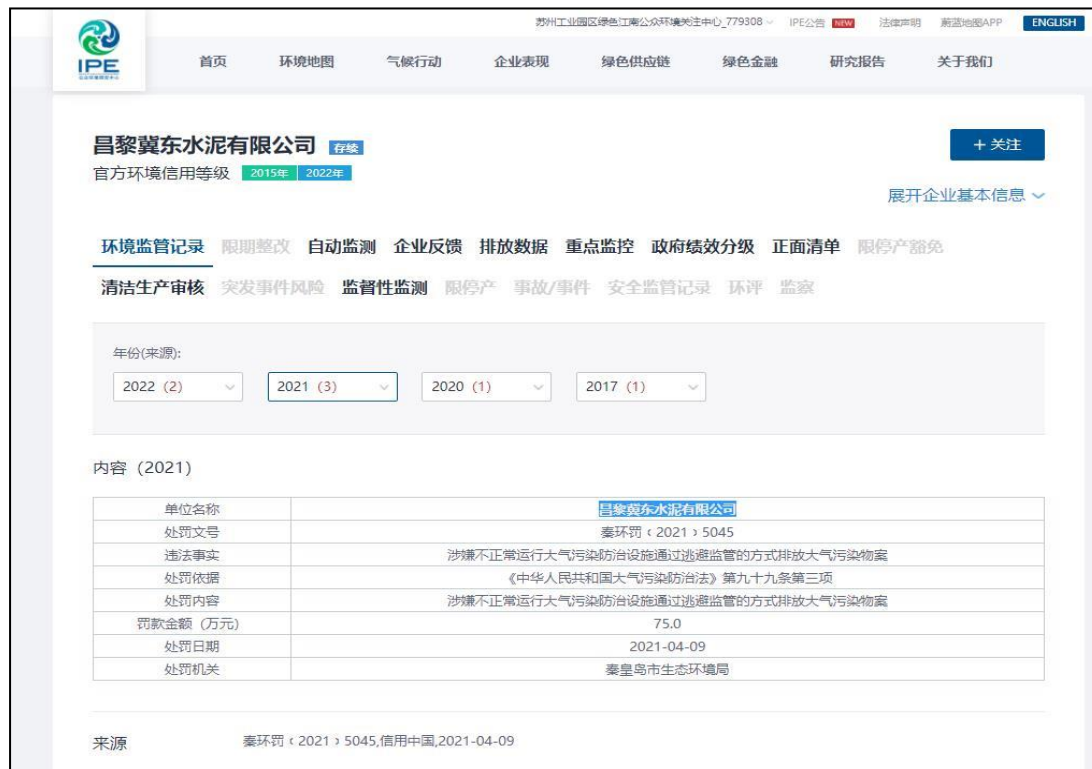 苏州工业园区绿色江南公众环境关注中心_779308 IPE公告 NEW 法律声明 蔚蓝地图APP ENGLISH
IPE
首页 环境地图 气候行动 企业表现 绿色供应链 绿色金融 研究报告 关于我们
昌黎冀东水泥有限公司 存续
+ 关注
官方环境信用等级 2015年 2022年
展开企业基本信息
环境监管记录 限期整改 自动监测 企业反馈 排放数据 重点监控 政府绩效分级 正面清单 限停产豁免
清洁生产审核 突发事件风险 监督性监测 限停产 事故/事件 安全监管记录 环评 监察
年份(来源):
2022 (2) 2021 (3) 2020 (1) 2017 (1)
内容 (2021)
单位名称 昌黎冀东水泥有限公司
处罚文号 秦环罚﹝2021﹞5045
违法事实 涉嫌不正常运行大气污染防治设施通过逃避监管的方式排放大气污染物案
处罚依据 《中华人民共和国大气污染防治法》第九十九条第三项
处罚内容 涉嫌不正常运行大气污染防治设施通过逃避监管的方式排放大气污染物案
罚款金额 (万元) 75.0
处罚日期 2021-04-09
处罚机关 秦皇岛市生态环境局
来源 秦环罚﹝2021﹞5045,信用中国,2021-04-09